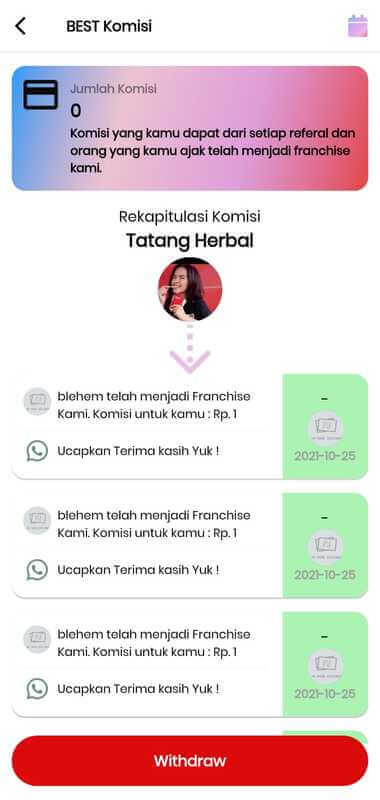 BEST Komisi
Jumlah Komisi
0
Komisi yang kamu dapat dari setiap referal dan
orang yang kamu ajak telah menjadi franchise
kami.
Rekapitulasi Komisi
Tatang Herbal
blehem telah menjadi Franchise
Kami. Komisi untuk kamu : Rp. 1
Ucapkan Terima kasih Yuk !
-
2021-10-25
blehem telah menjadi Franchise
Kami. Komisi untuk kamu : Rp. 1
Ucapkan Terima kasih Yuk !
-
2021-10-25
blehem telah menjadi Franchise
Kami. Komisi untuk kamu : Rp. 1
Ucapkan Terima kasih Yuk !
-
2021-10-25
Withdraw